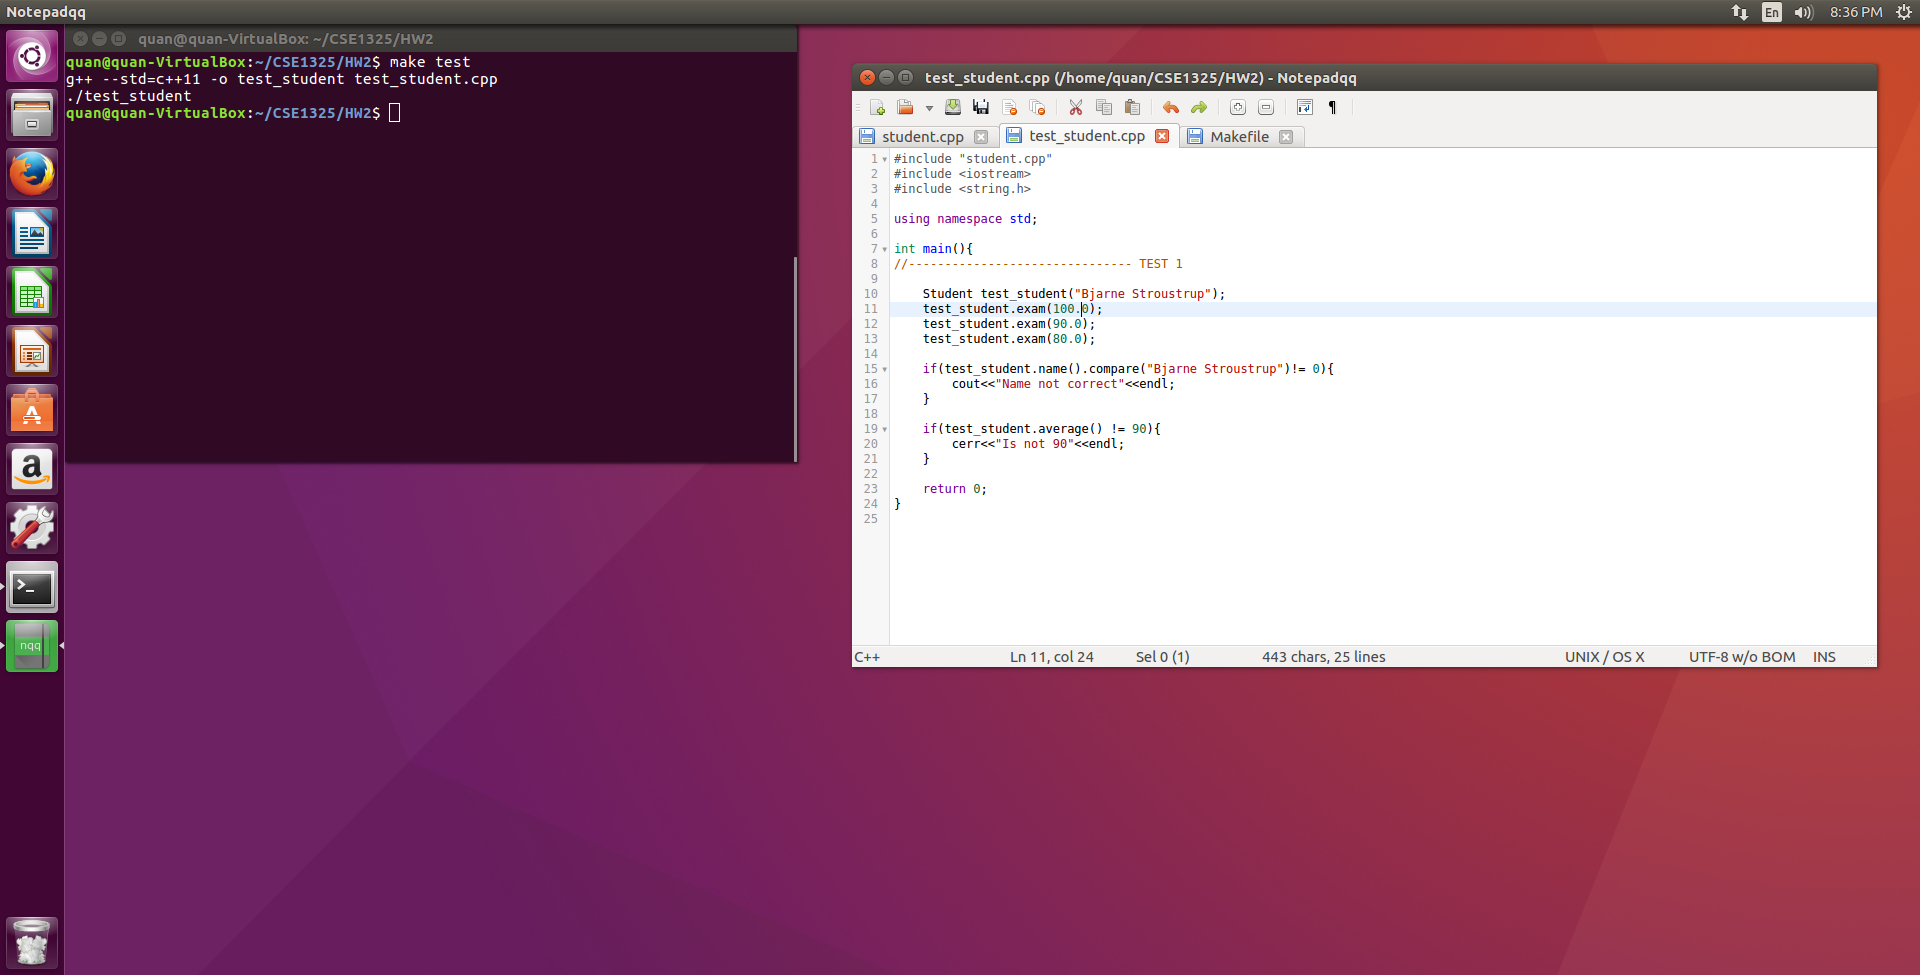 Notepadqq
En
8:36 PM
quan@quan-VirtualBox: ~/CSE1325/HW2
quan@quan-VirtualBox:~/CSE1325/HW2$ make test
g++ --std=c++11 -o test_student test_student.cpp
./test_student
quan@quan-VirtualBox:~/CSE1325/HW2$
test_student.cpp (/home/quan/CSE1325/HW2) - Notepadqq
student.cpp
test_student.cpp
Makefile
1 #include "student.cpp"
2 #include <iostream>
3 #include <string.h>
4
5 using namespace std;
6
7 int main(){
8 //------------------------------- TEST 1
9
10 Student test_student("Bjarne Stroustrup");
11 test_student.exam(100.0);
12 test_student.exam(90.0);
13 test_student.exam(80.0);
14
15 if(test_student.name().compare("Bjarne Stroustrup")!= 0){
16 cout<<"Name not correct"<<endl;
17 }
18
19 if(test_student.average() != 90){
20 cerr<<"Is not 90"<<endl;
21 }
22
23 return 0;
24 }
25
C++
Ln 11, col 24
Sel 0 (1)
443 chars, 25 lines
UNIX / OS X
UTF-8 w/o BOM
INS
A
a
>_
nqq